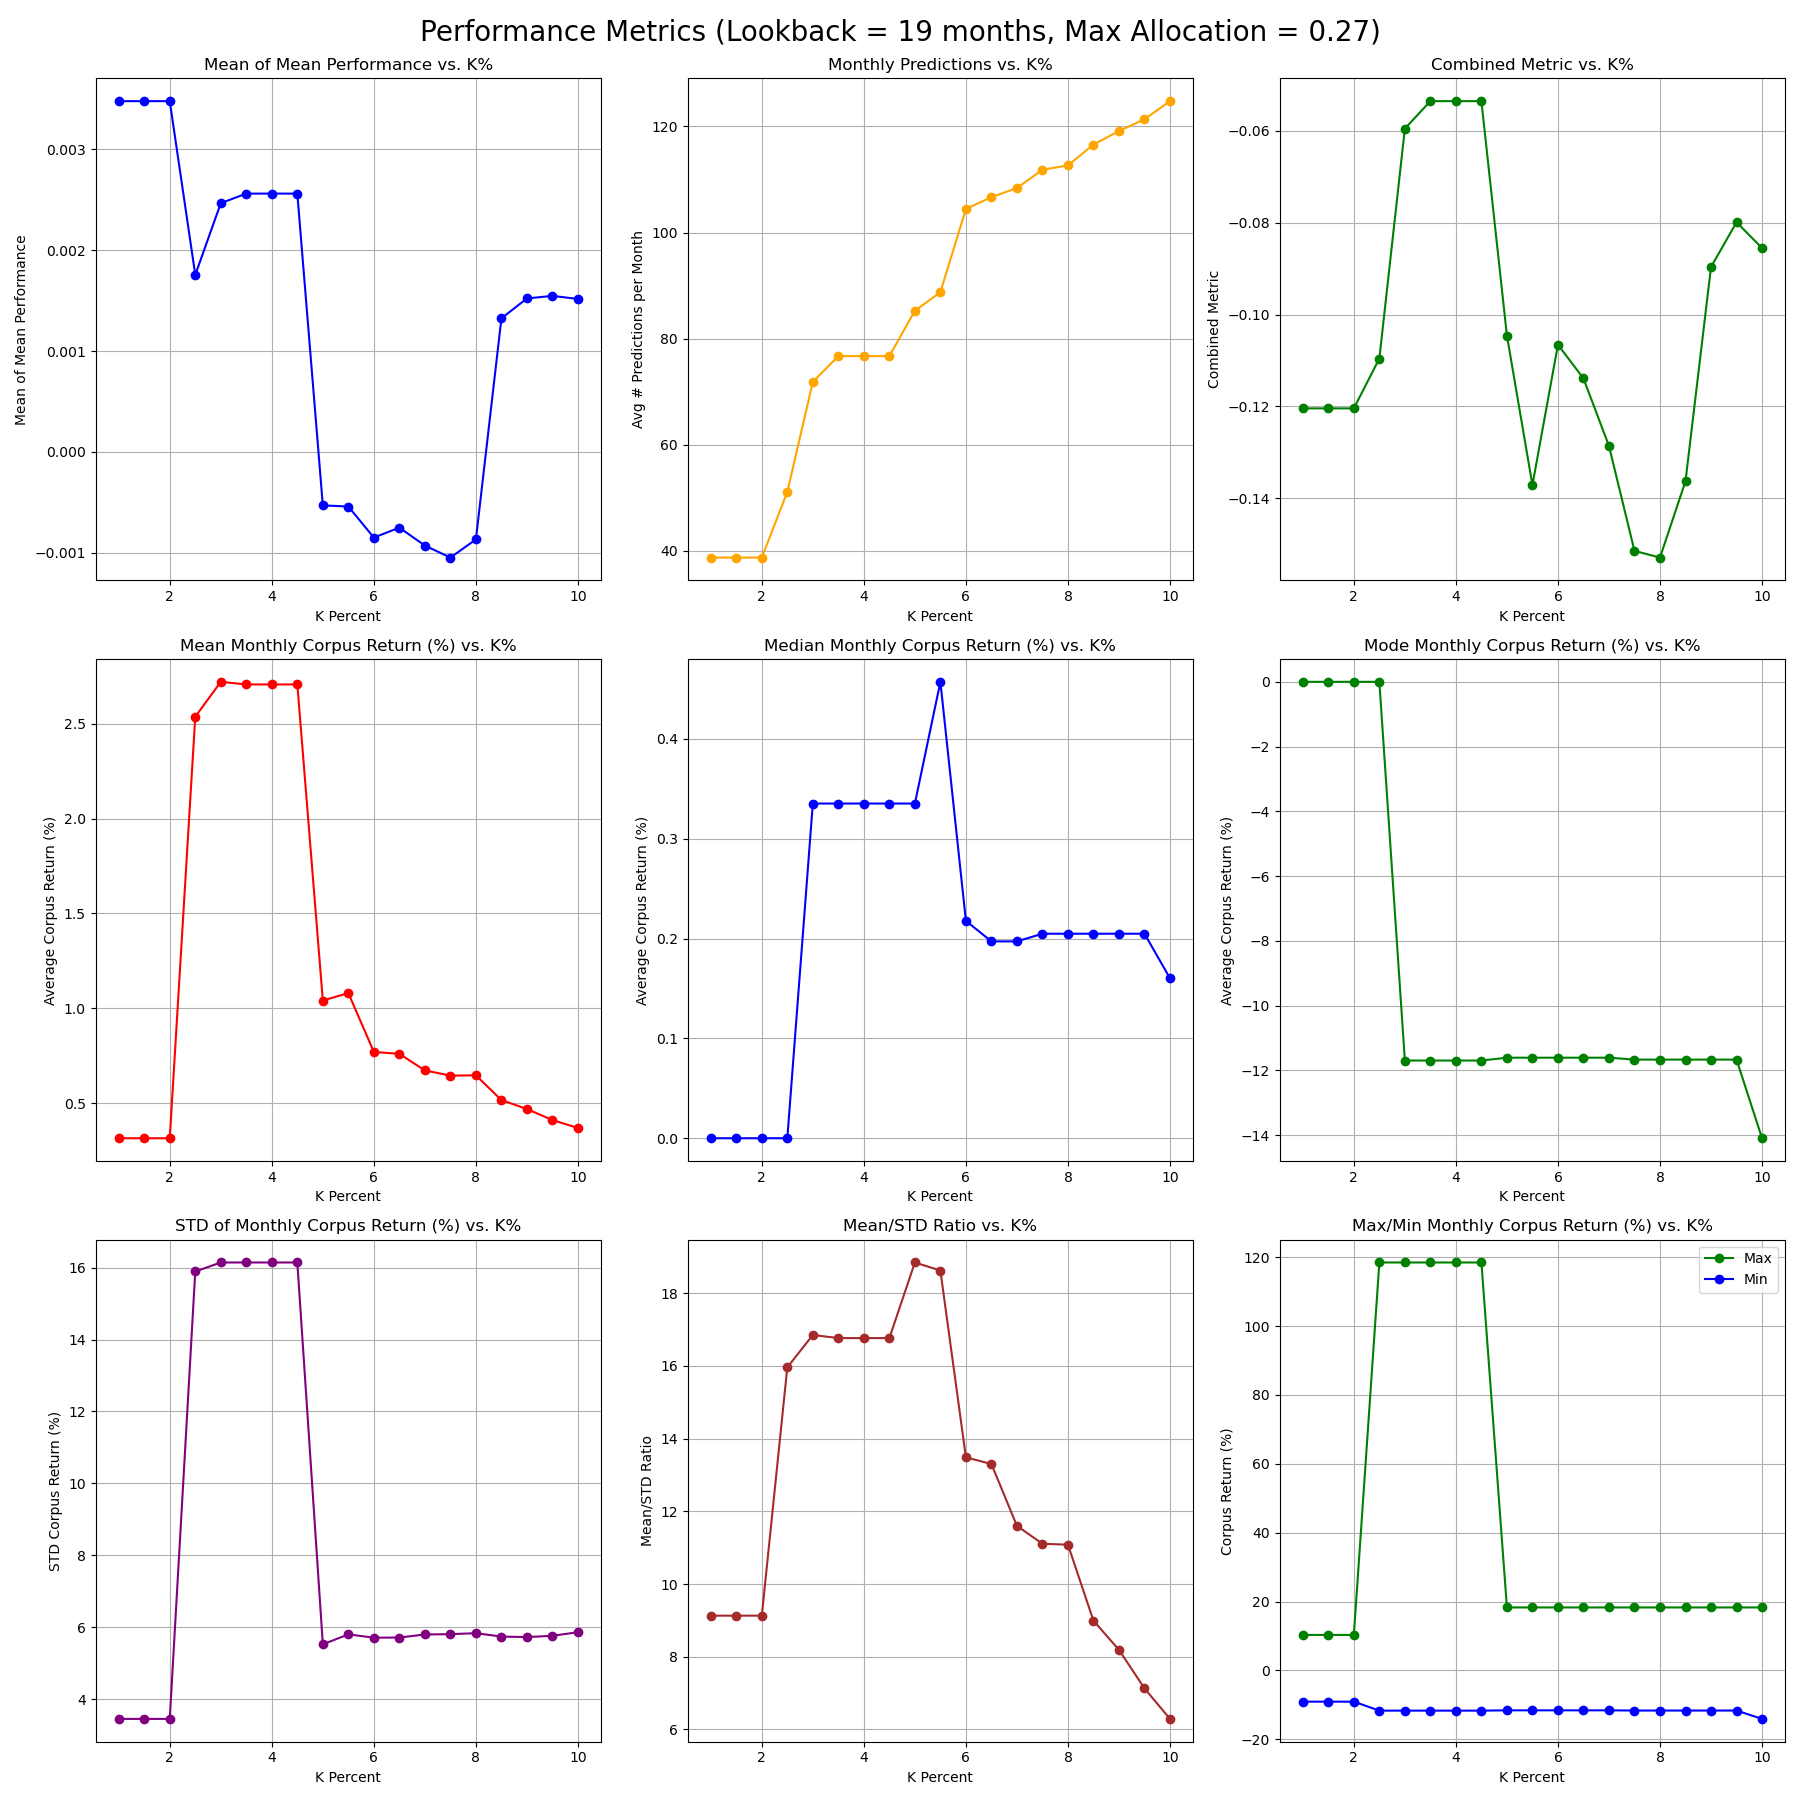 Performance Metrics (Lookback = 19 months, Max Allocation = 0.27)
Mean of Mean Performance vs. K%
Mean of Mean Performance
0.003
0.002
0.001
0.000
−0.001
2 4 6 8 10
K Percent
Monthly Predictions vs. K%
Avg # Predictions per Month
120
100
80
60
40
2 4 6 8 10
K Percent
Combined Metric vs. K%
Combined Metric
−0.06
−0.08
−0.10
−0.12
−0.14
2 4 6 8 10
K Percent
Mean Monthly Corpus Return (%) vs. K%
Average Corpus Return (%)
2.5
2.0
1.5
1.0
0.5
2 4 6 8 10
K Percent
Median Monthly Corpus Return (%) vs. K%
Average Corpus Return (%)
0.4
0.3
0.2
0.1
0.0
2 4 6 8 10
K Percent
Mode Monthly Corpus Return (%) vs. K%
Average Corpus Return (%)
0
−2
−4
−6
−8
−10
−12
−14
2 4 6 8 10
K Percent
STD of Monthly Corpus Return (%) vs. K%
STD Corpus Return (%)
16
14
12
10
8
6
4
2 4 6 8 10
K Percent
Mean/STD Ratio vs. K%
Mean/STD Ratio
18
16
14
12
10
8
6
2 4 6 8 10
K Percent
Max/Min Monthly Corpus Return (%) vs. K%
Corpus Return (%)
120
100
80
60
40
20
0
−20
Max
Min
2 4 6 8 10
K Percent